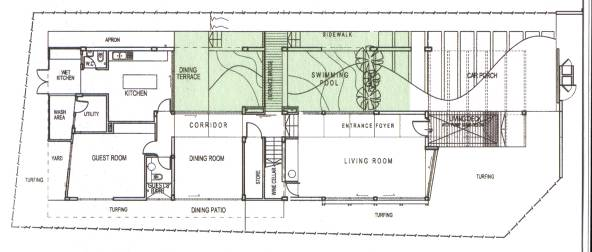 APRON
SIDEWALK
W.C
WET
KITCHEN
KITCHEN
DINING
TERRACE
ENTRANCE BRIDGE
SWIMMING
POOL
CAR PORCH
WASH
AREA
UTILITY
CORRIDOR
ENTRANCE FOYER
LIVING DECK
YARD
GUEST ROOM
DINING ROOM
STORE
WINE CELLAR
LIVING ROOM
TURFING
TURFING
TURFING
DINING PATIO
TURFING